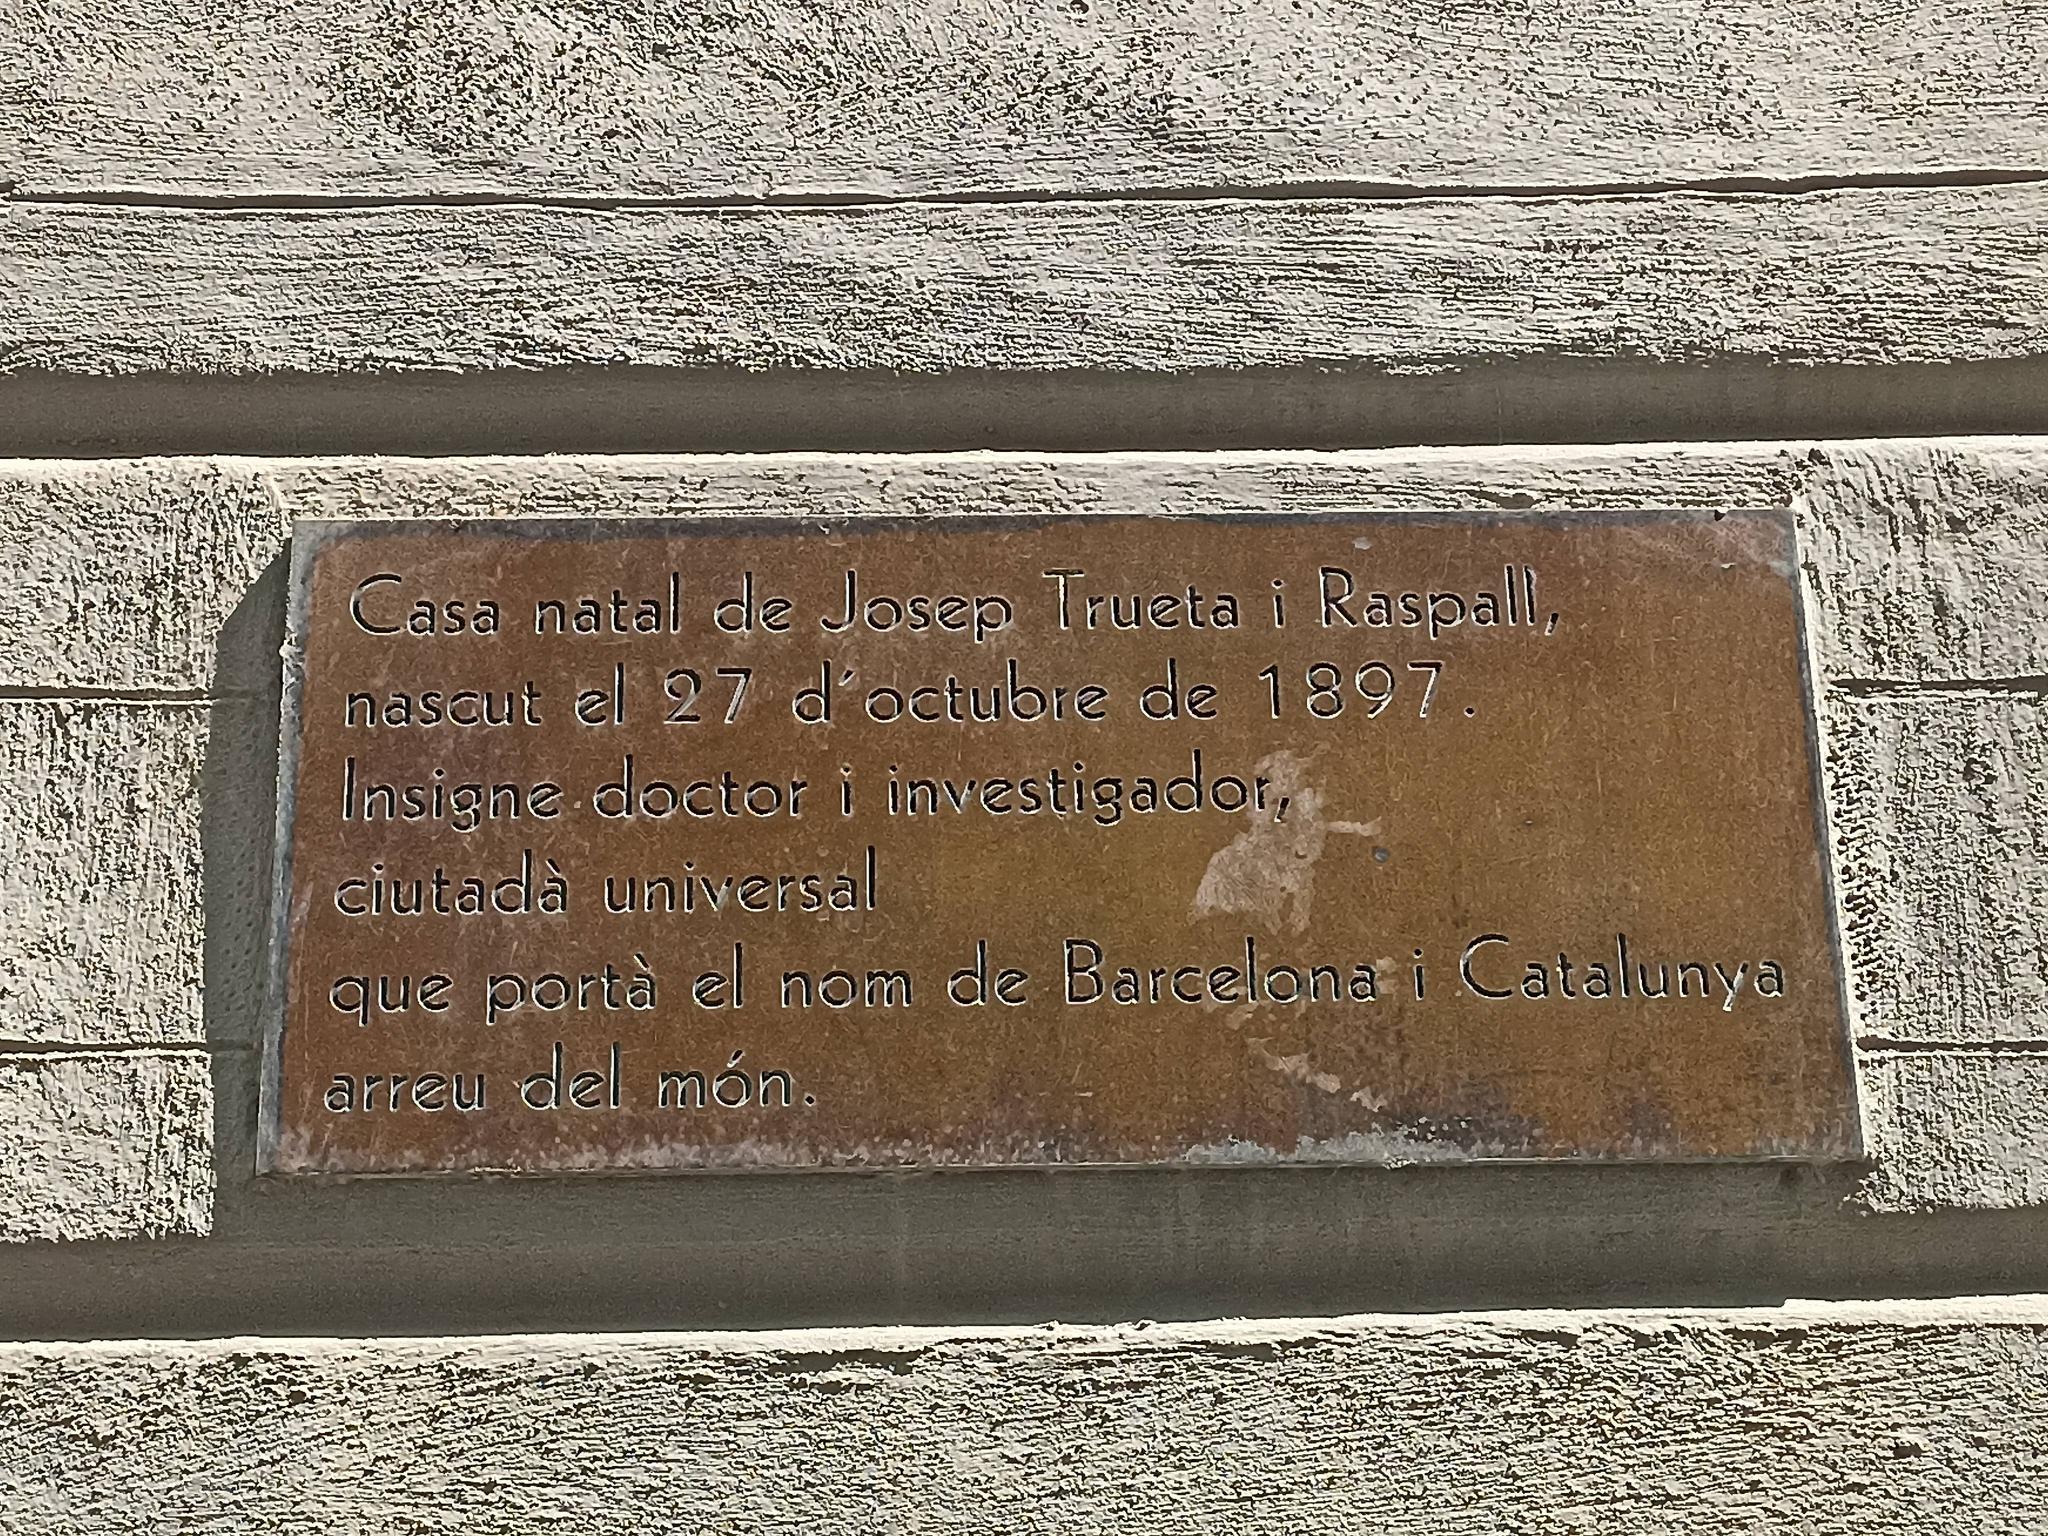 Casa natal de Josep Trueta i Raspall,
nascut el 27 d´octubre de 1897.
Insigne doctor i investigador,
ciutadà universal
que portà el nom de Barcelona i Catalunya
arreu del món.